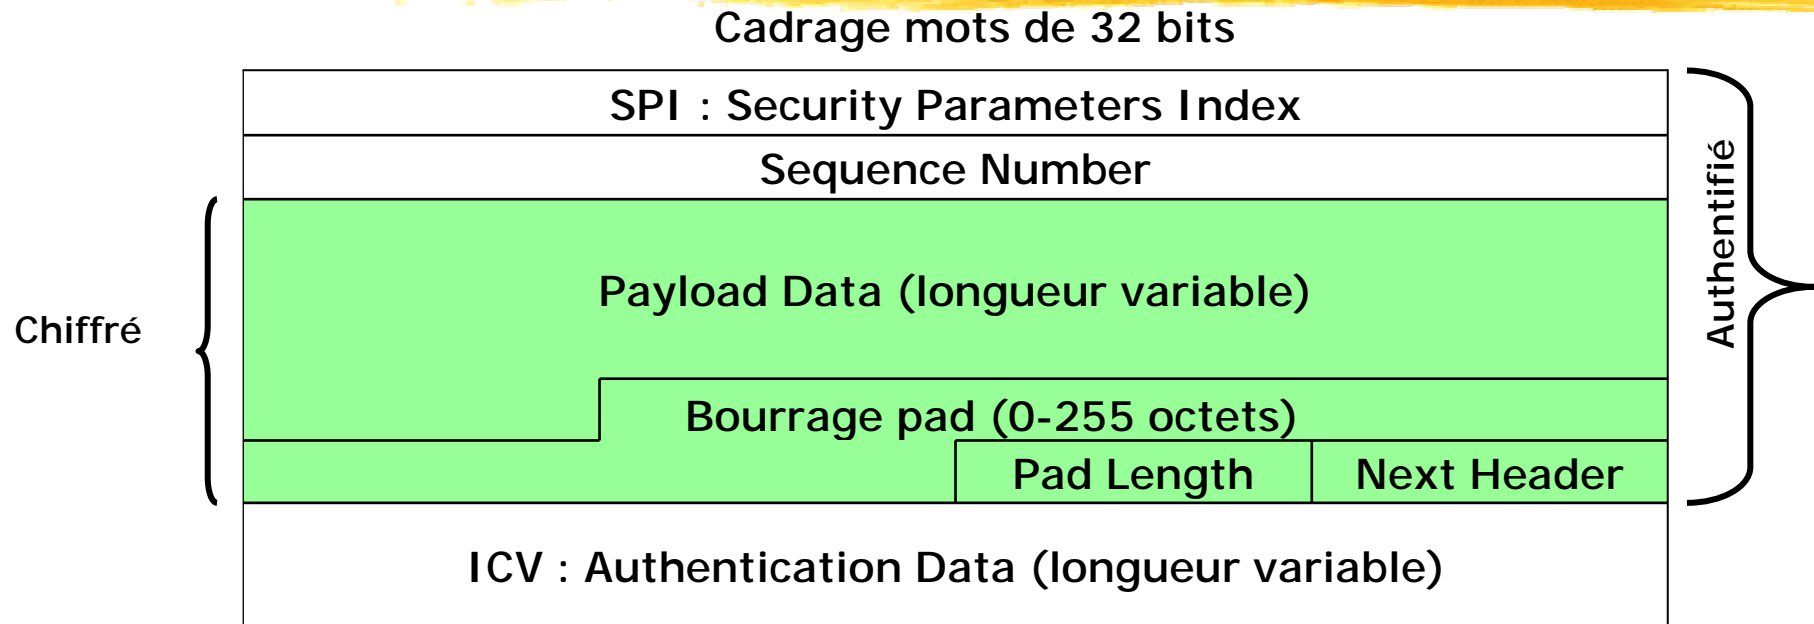 Cadrage mots de 32 bits
SPI : Security Parameters Index
Sequence Number
Payload Data (longueur variable)
Chiffré
Authentifié
Bourrage pad (0-255 octets)
Pad Length
Next Header
ICV : Authentication Data (longueur variable)